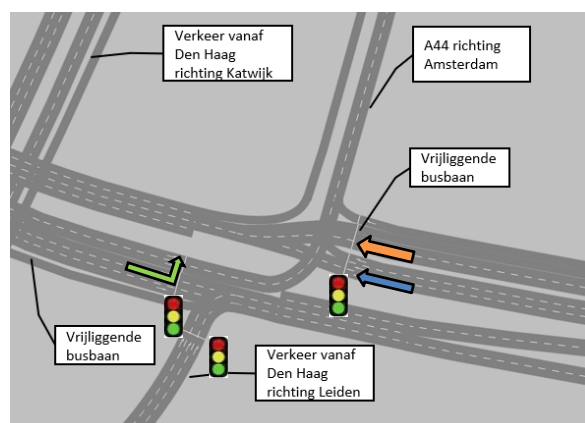 Verkeer vanaf
Den Haag
richting Katwijk
A44 richting
Amsterdam
Vrijliggende
busbaan
Vrijliggende
busbaan
Verkeer vanaf
Den Haag
richting Leiden